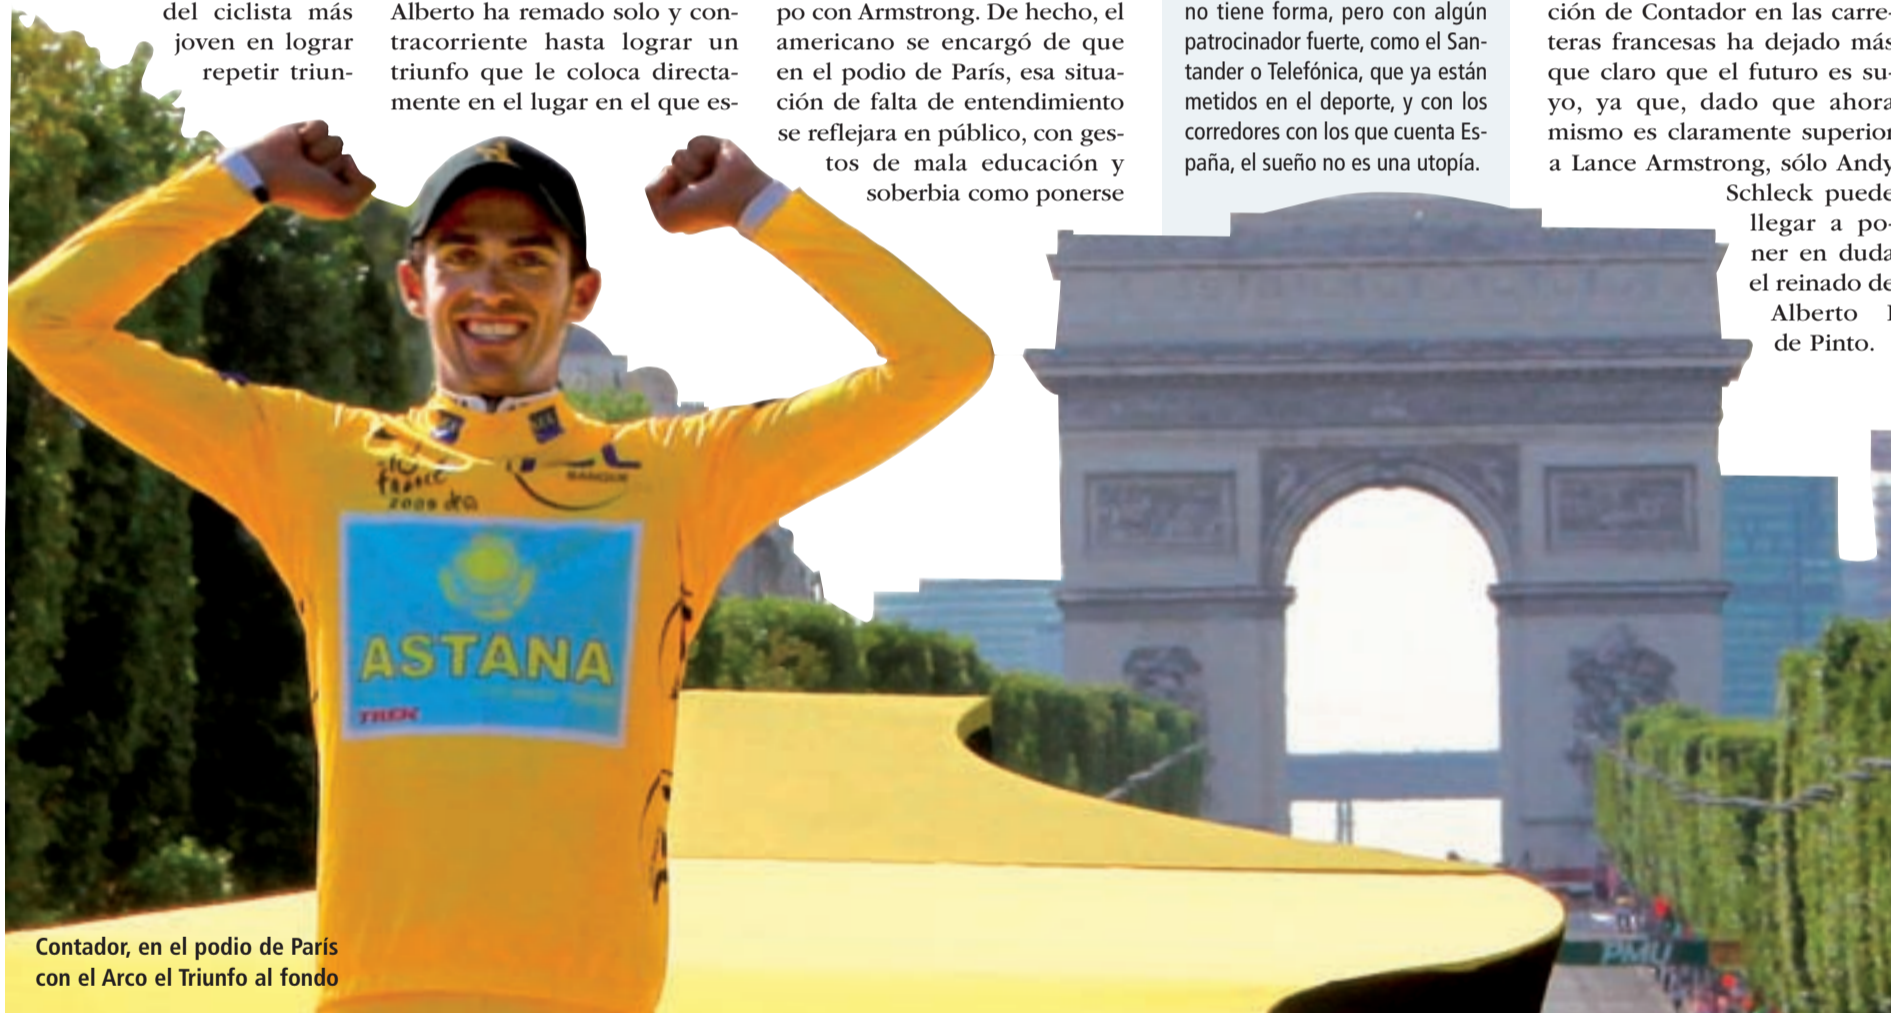 del ciclista más
joven en lograr
repetir triun-
Alberto ha remado solo y con-
tracorriente hasta lograr un
triunfo que le coloca directa-
mente en el lugar en el que es-
po con Armstrong. De hecho, el
americano se encargó de que
en el podio de París, esa situa-
ción de falta de entendimiento
se reflejara en público, con ges-
tos de mala educación y
soberbia como ponerse
no tiene forma, pero con algún
patrocinador fuerte, como el San-
tander o Telefónica, que ya están
metidos en el deporte, y con los
corredores con los que cuenta Es-
paña, el sueño no es una utopía.
ción de Contador en las carre-
teras francesas ha dejado más
que claro que el futuro es su-
yo, ya que, dado que ahora
mismo es claramente superior
a Lance Armstrong, sólo Andy
Schleck puede
llegar a po-
ner en duda
el reinado de
Alberto I
de Pinto.
france
2009
BANQUE
ASTANA
TREK
PMU
Contador, en el podio de París
con el Arco el Triunfo al fondo